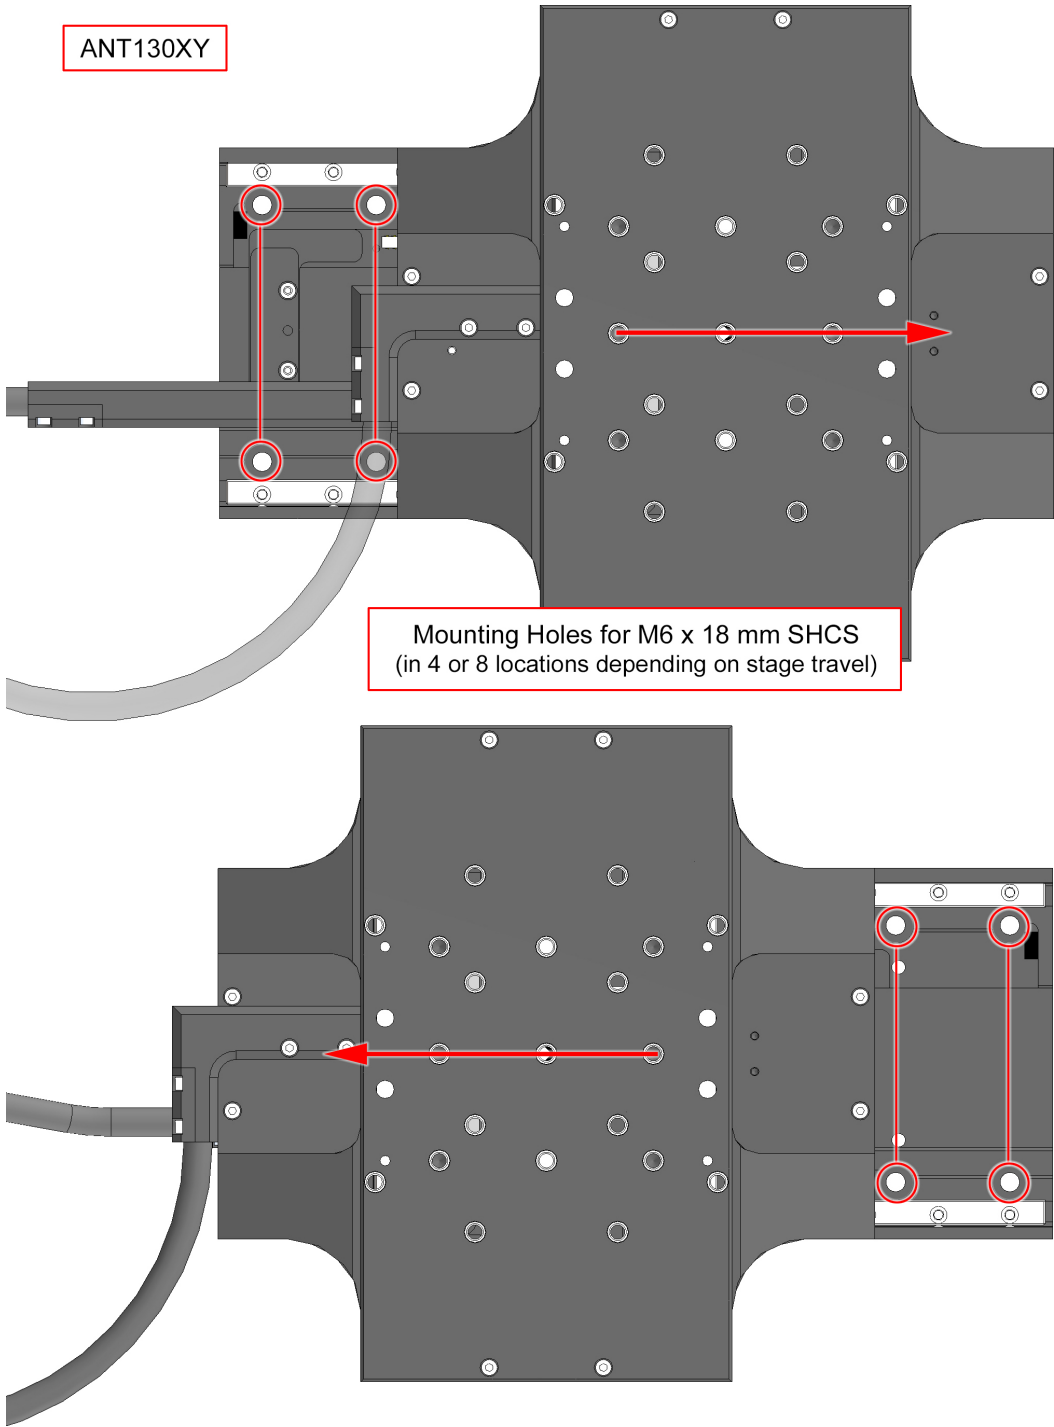 ANT130XY
Mounting Holes for M6 x 18 mm SHCS
(in 4 or 8 locations depending on stage travel)